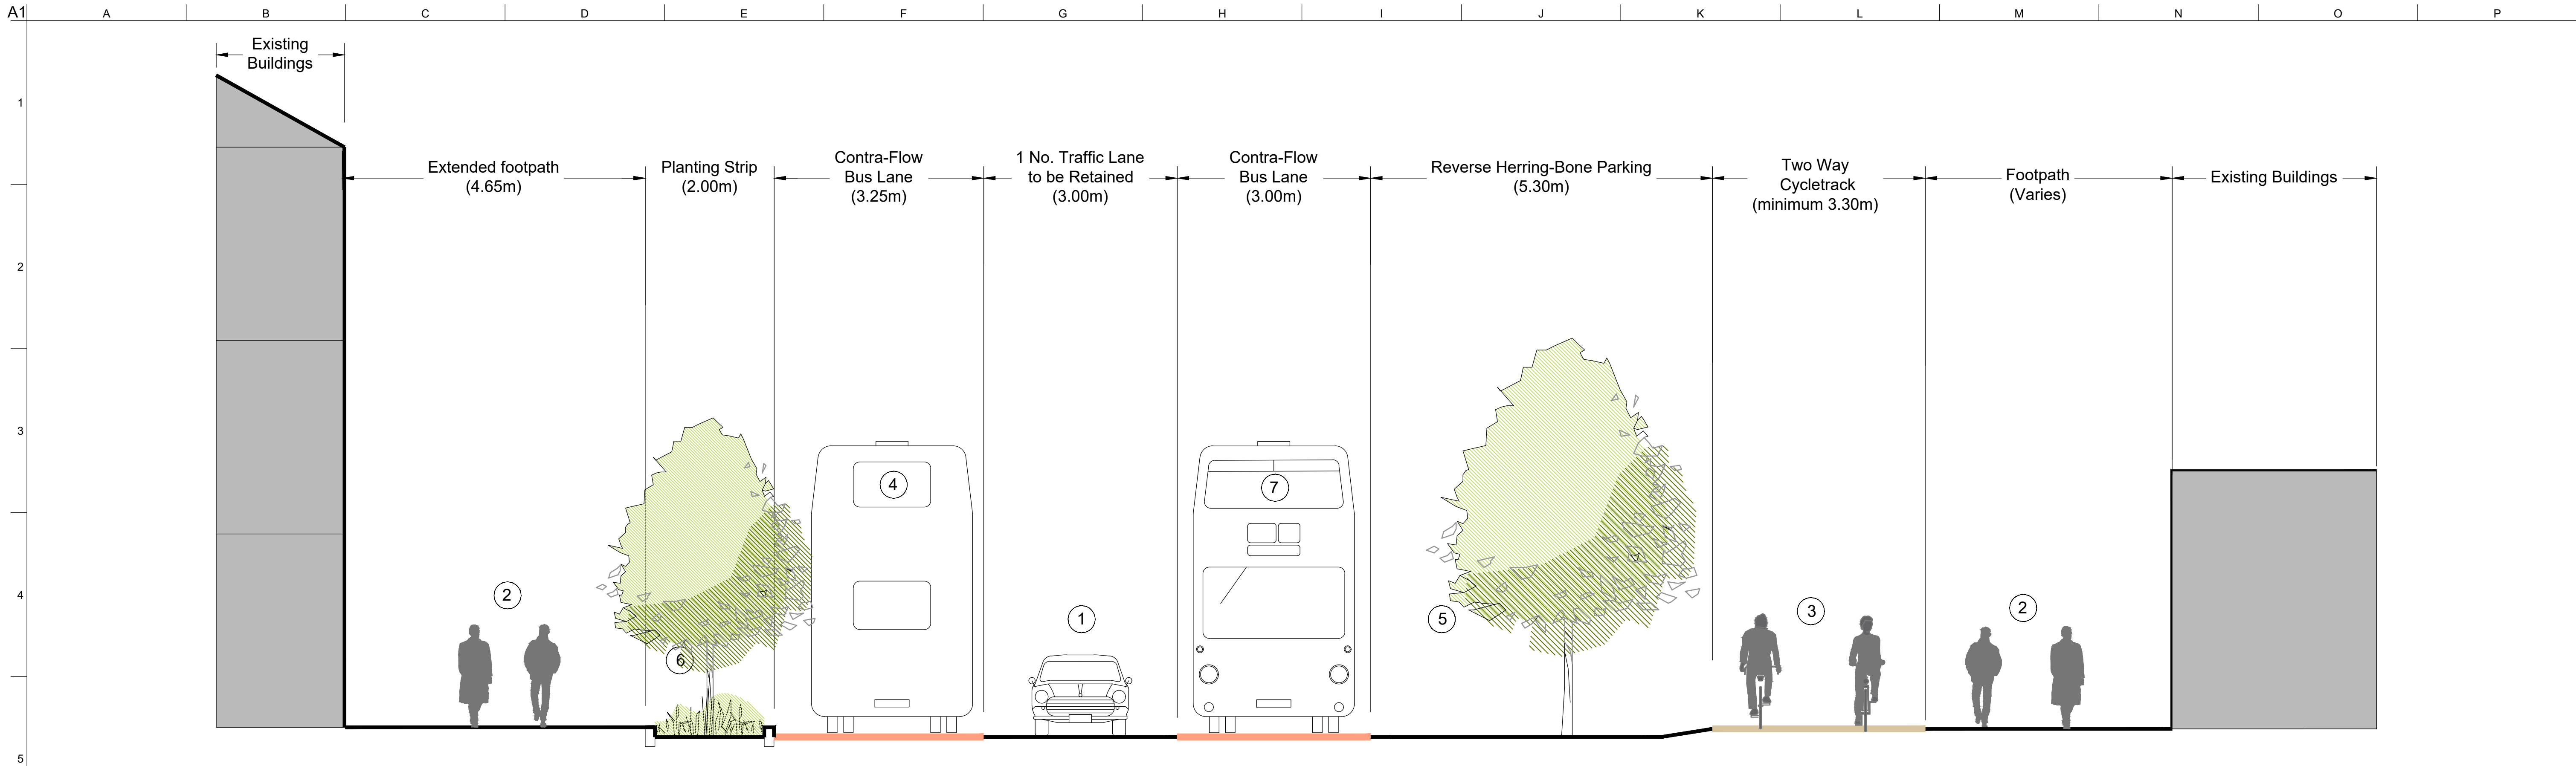 A1
A B C D E F G H I J K L M N O P
Existing
Buildings
1
2
3
4
5
Extended footpath
(4.65m)
Planting Strip
(2.00m)
Contra-Flow
Bus Lane
(3.25m)
1 No. Traffic Lane
to be Retained
(3.00m)
Contra-Flow
Bus Lane
(3.00m)
Reverse Herring-Bone Parking
(5.30m)
Two Way
Cycletrack
(minimum 3.30m)
Footpath
(Varies)
Existing Buildings
2
6
4
1
7
5
3
2